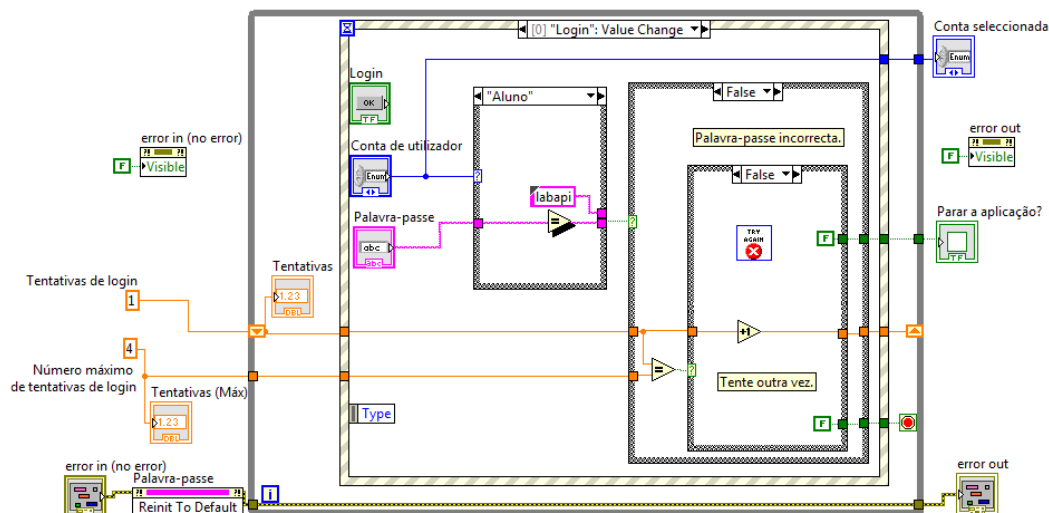 [0] "Login": Value Change
Conta seleccionada
Enum
Login
OK
TF
"Aluno"
False
error in (no error)
Visible
F
Palavra-passe incorrecta.
error out
Visible
F
Conta de utilizador
Enum
False
labapi
=
Palavra-passe
abc
abc
TRY
AGAIN
F
Parar a aplicação?
TF
Tentativas
1.23
DBL
Tentativas de login
1
+1
4
Número máximo
de tentativas de login
=
?
Tente outra vez.
Tentativas (Máx)
1.23
DBL
Type
F
error in (no error)
Palavra-passe
Reinit To Default
i
error out